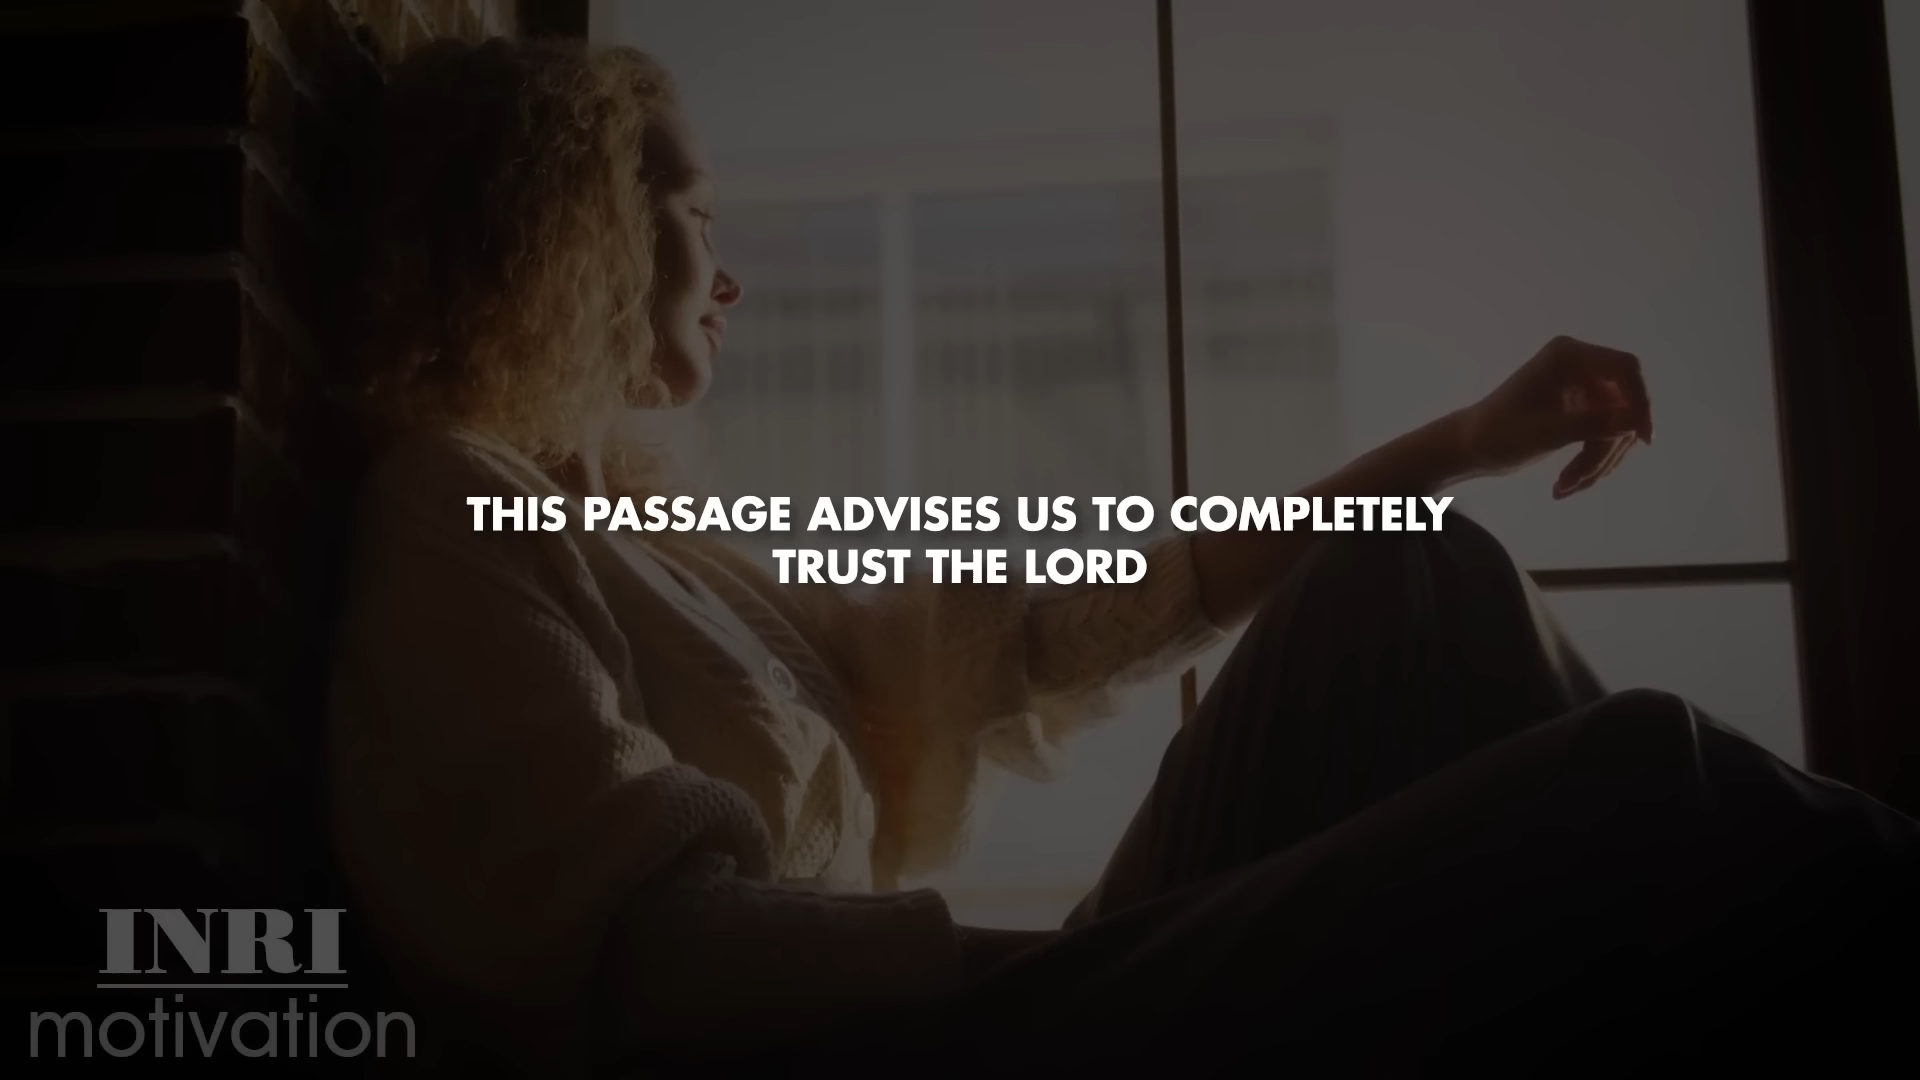 THIS PASSAGE ADVISES US TO COMPLETELY
TRUST THE LORD
INRI
motivation